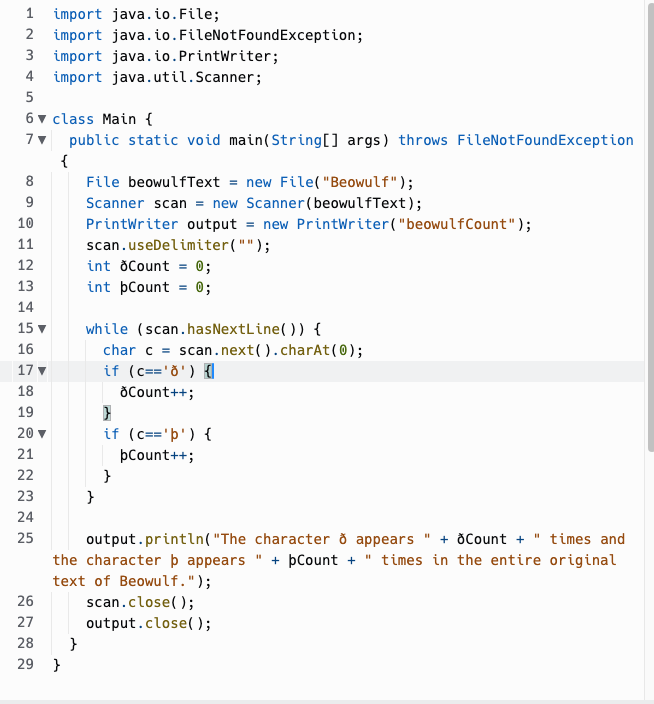 1 import java.io.File;
2 import java.io.FileNotFoundException;
3 import java.io.PrintWriter;
4 import java.util.Scanner;
5
6 class Main {
7 public static void main(String[] args) throws FileNotFoundException
{
8 File beowulfText = new File("Beowulf");
9 Scanner scan = new Scanner(beowulfText);
10 PrintWriter output = new PrintWriter("beowulfCount");
11 scan.useDelimiter("");
12 int ðCount = 0;
13 int þCount = 0;
14
15 while (scan.hasNextLine()) {
16 char c = scan.next().charAt(0);
17 if (c=='ð') {
18 ðCount++;
19 }
20 if (c=='þ') {
21 þCount++;
22 }
23 }
24
25 output.println("The character ð appears " + ðCount + " times and
the character þ appears " + þCount + " times in the entire original
text of Beowulf.");
26 scan.close();
27 output.close();
28 }
29 }